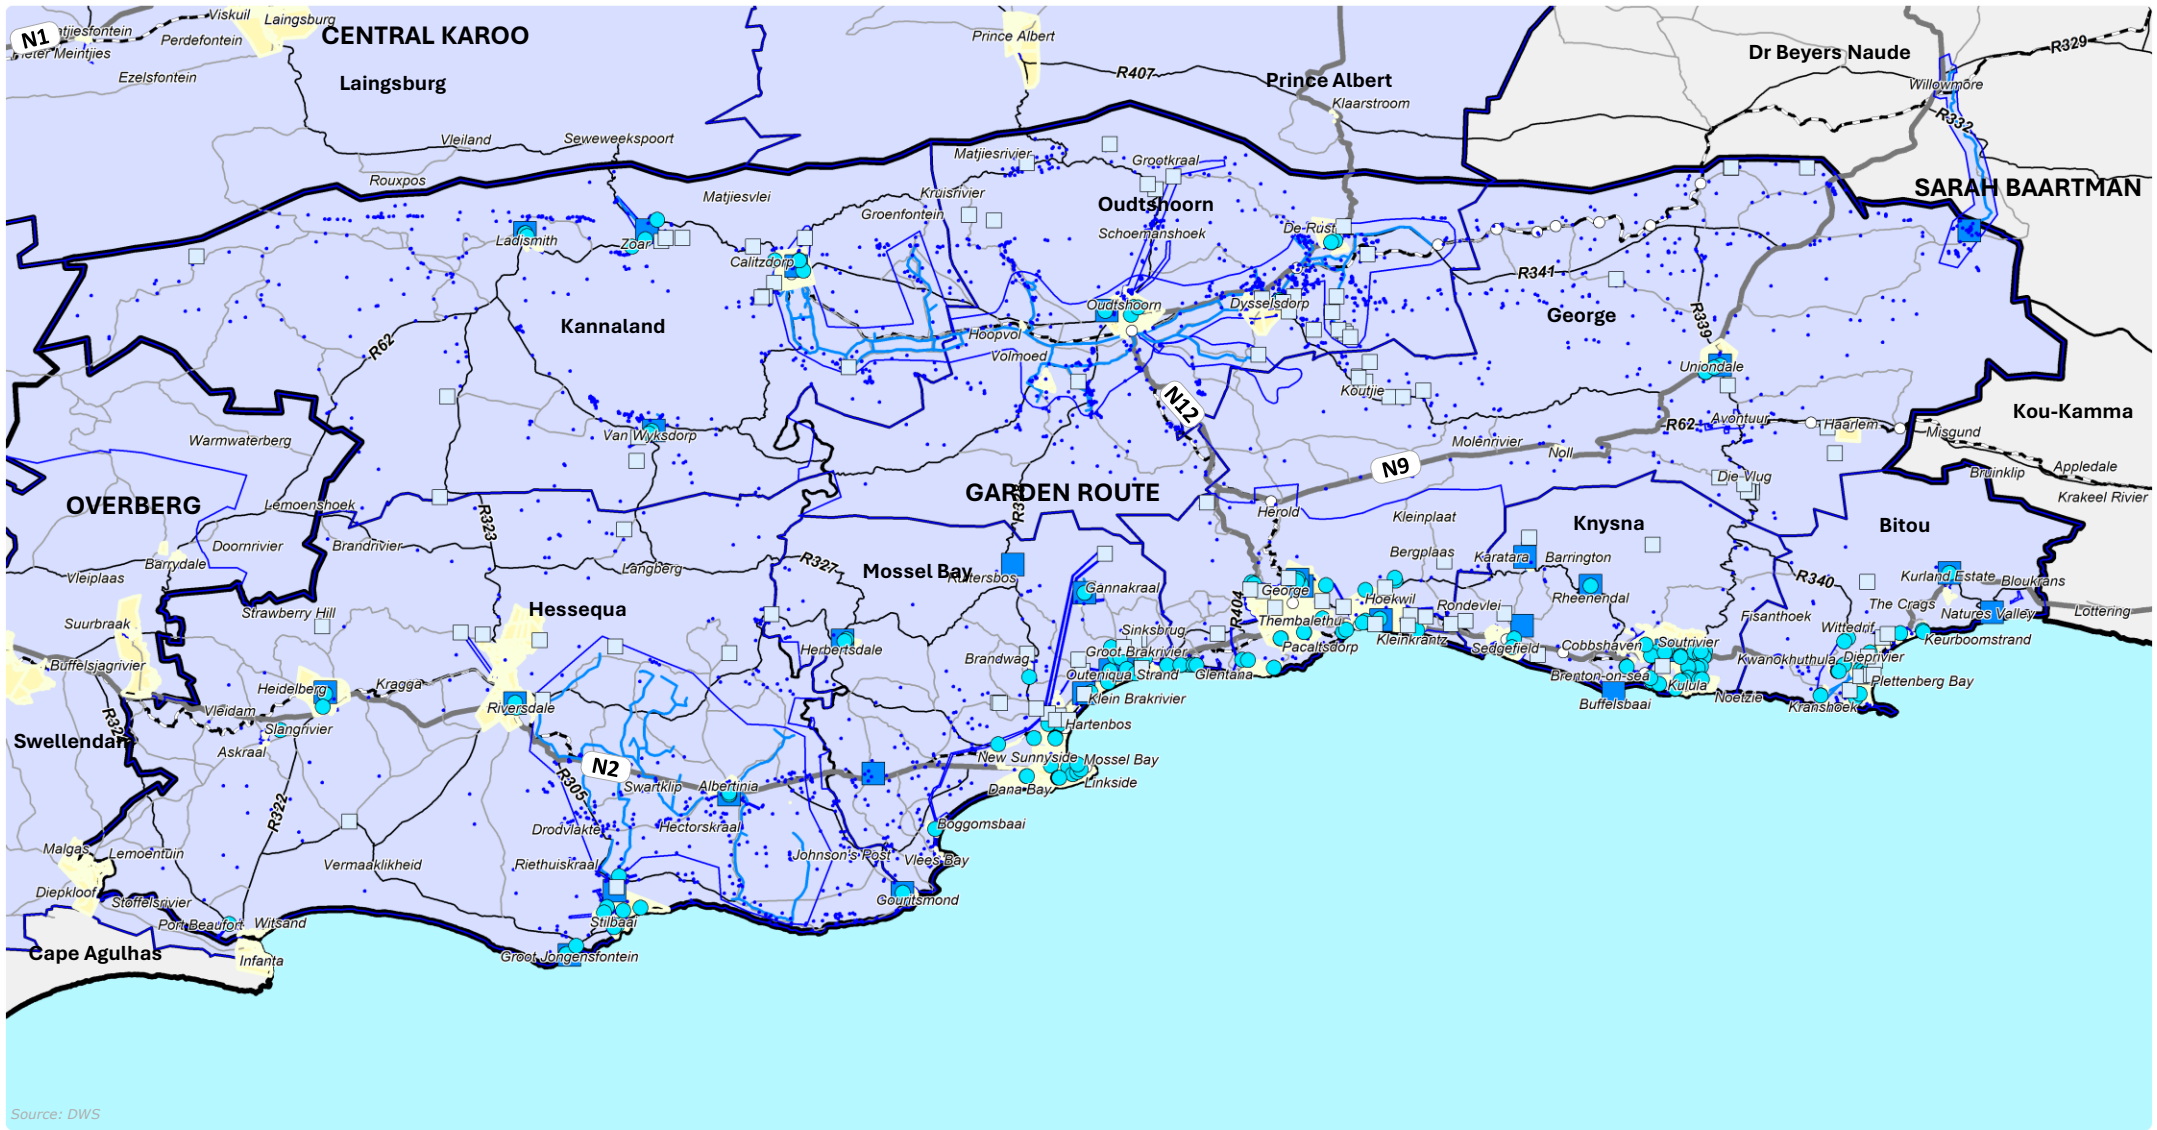 Viskuil
Laingsburg
N1
Perdefontein
Pieter Meintjies
Ezelsfontein
CENTRAL KAROO
Laingsburg
Prince Albert
R407
Prince Albert
Klaarstroom
Dr Beyers Naude
R329
Willowmore
R332
Vleiland
Seweweekspoort
Rouxpos
Matjiesvlei
Matjiesrivier
Grootkraal
Kruisrivier
Groenfontein
Oudtshoorn
Schoemanshoek
De Rust
SARAH BAARTMAN
Ladismith
Zoar
Calitzdorp
R341
Oudtshoorn
Dysselsdorp
George
R339
Kannaland
R62
Hoopvol
Volmoed
Uniondale
Koutjie
N12
Kou-Kamma
Van Wyksdorp
Warmwaterberg
R62
Avontuur
Haarlem
Misgund
Molenrivier
Noll
N9
Appledale
Bruinklip
Die Vlug
Krakeel Rivier
OVERBERG
Lemoenshoek
GARDEN ROUTE
R328
R323
Herold
Kleinplaat
Knysna
Bitou
Doornrivier
Brandrivier
Barrydale
Vleiplaas
Langberg
R327
Mossel Bay
Ruitersbos
Gannakraal
Bergplaas
Karatara
Barrington
Rheenendal
R340
Kurland Estate
Bloukrans
The Crags
Natures Valley
Lottering
Strawberry Hill
Hessequa
Suurbraak
R404
George
Hoekwil
Rondevlei
Thembalethu
Fisanthoek
Wittedrif
Keurboomstrand
Sinksbrug
Herbertsdale
Groot Brakrivier
Brandwag
Pacaltsdorp
Kleinkrantz
Sedgefield
Cobbshaven
Soutrivier
Kwanokhuthula
Dieprivier
Buffelsjagrivier
Outeniqua Strand
Glentana
Brenton-on-sea
Kulula
Plettenberg Bay
Heidelberg
Kragga
Klein Brakrivier
Buffelsbaai
Noetzie
Kranshoek
Vleidam
Riversdale
Slangrivier
Hartenbos
Swellendam
Askraal
N2
New Sunnyside
Mossel Bay
R305
Swartklip
Albertinia
Dana Bay
Linkside
R322
Drodvlakte
Hectorskraal
Boggomsbaai
Malgas
Lemoentuin
Vermaaklikheid
Riethuiskraal
Johnson's Post
Vlees Bay
Diepkloof
Stoffelsrivier
Gouritsmond
Port Beaufort
Witsand
Stilbaai
Cape Agulhas
Infanta
Groot Jongensfontein
Source: DWS